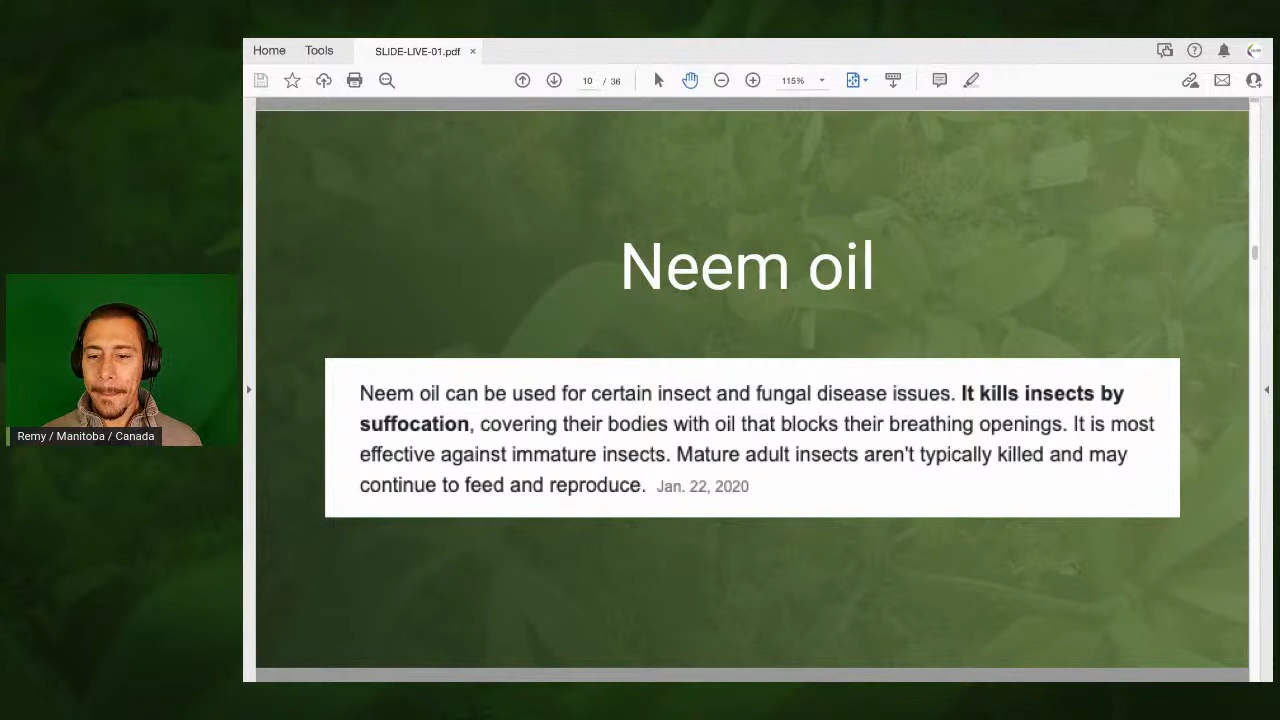 Home Tools SLIDE-LIVE-01.pdf ×
10 / 36 115%
Neem oil
Neem oil can be used for certain insect and fungal disease issues. It kills insects by
suffocation, covering their bodies with oil that blocks their breathing openings. It is most
effective against immature insects. Mature adult insects aren't typically killed and may
continue to feed and reproduce. Jan. 22, 2020
Remy / Manitoba / Canada